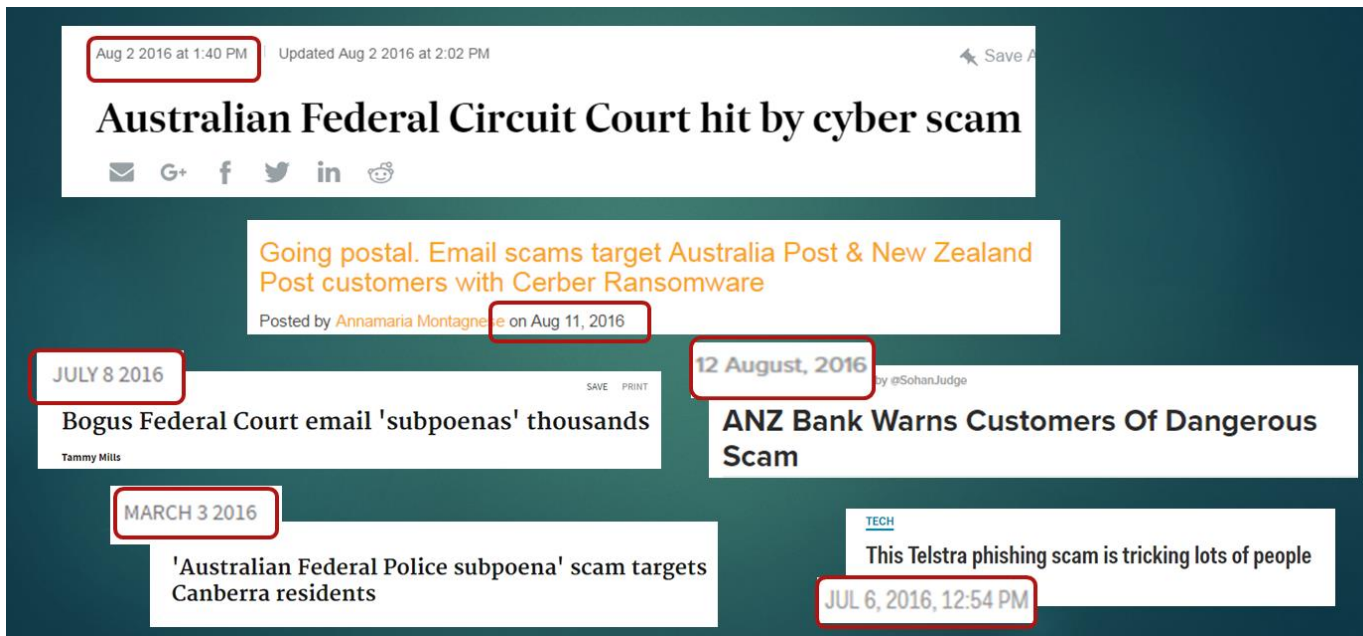 Aug 2 2016 at 1:40 PM Updated Aug 2 2016 at 2:02 PM Save
Australian Federal Circuit Court hit by cyber scam
G+ f in
Going postal. Email scams target Australia Post & New Zealand
Post customers with Cerber Ransomware
Posted by Annamaria Montagnese on Aug 11, 2016
JULY 8 2016
SAVE PRINT
Bogus Federal Court email 'subpoenas' thousands
Tammy Mills
12 August, 2016
by @SohanJudge
ANZ Bank Warns Customers Of Dangerous
Scam
MARCH 3 2016
'Australian Federal Police subpoena' scam targets
Canberra residents
TECH
This Telstra phishing scam is tricking lots of people
JUL 6, 2016, 12:54 PM